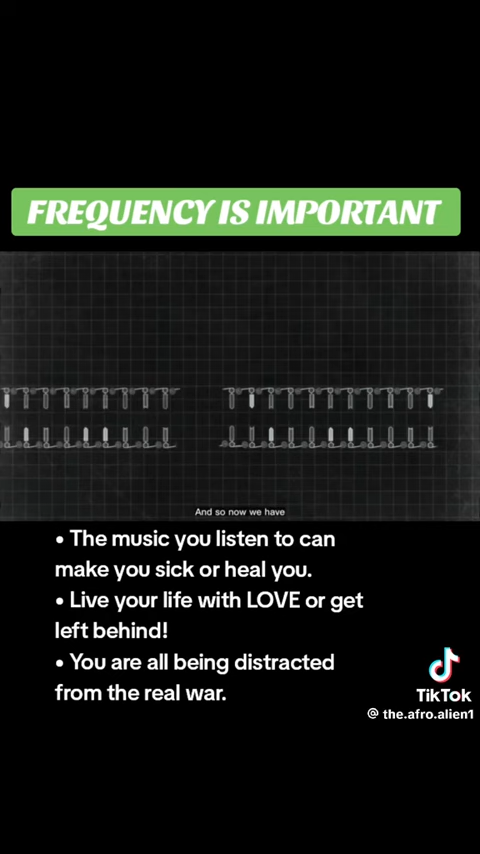 FREQUENCY IS IMPORTANT
And so now we have
• The music you listen to can
make you sick or heal you.
• Live your life with LOVE or get
left behind!
• You are all being distracted
from the real war.
TikTok
@ the.afro.alien1